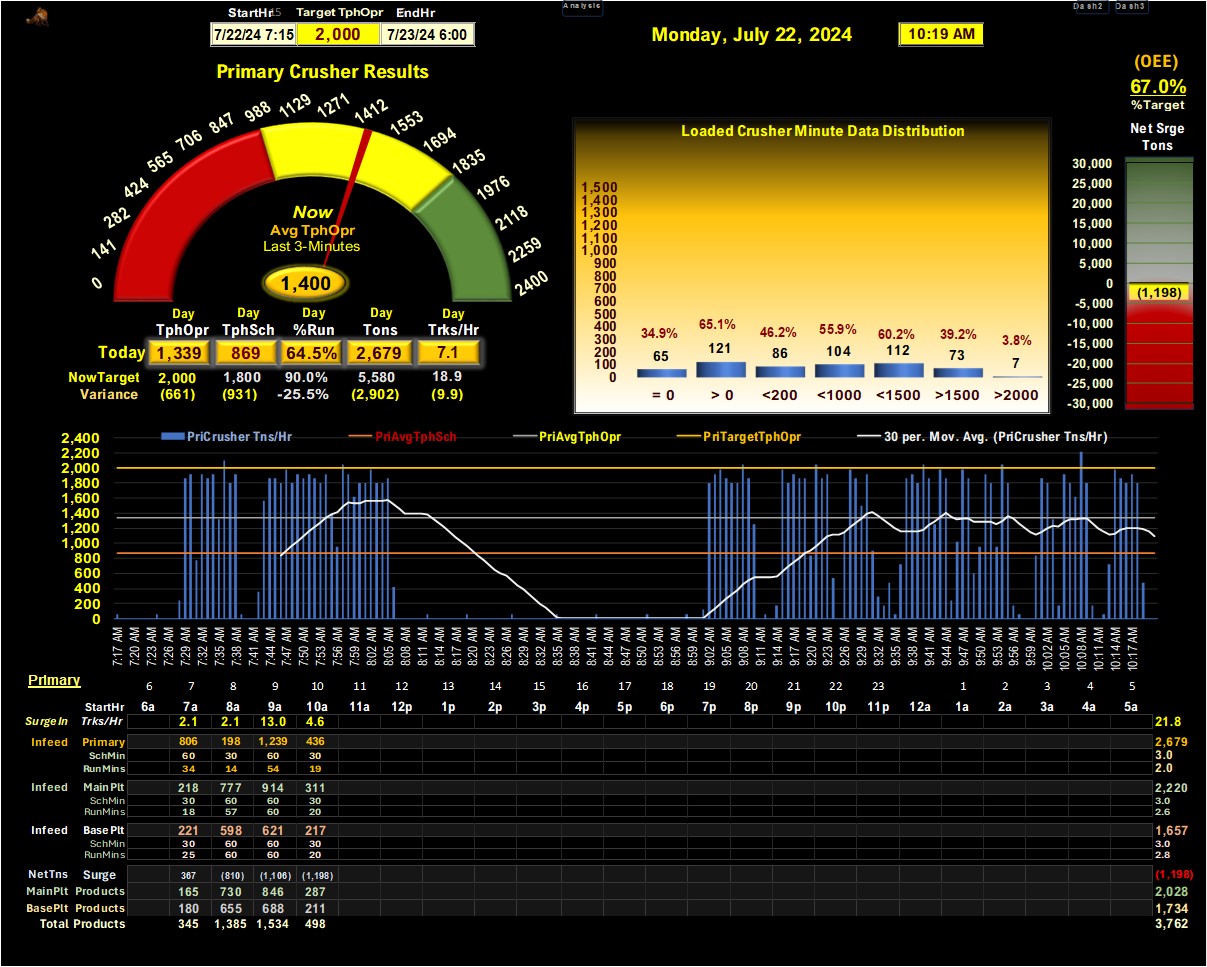 Analysis Dash2 Dash3
StartHr 15 Target TphOpr EndHr
7/22/24 7:15 2,000 7/23/24 6:00
Monday, July 22, 2024 10:19 AM
(OEE)
67.0%
%Target
Net Srge
Tons
30,000
25,000
20,000
15,000
10,000
5,000
0
(1,198)
-5,000
-10,000
-15,000
-20,000
-25,000
-30,000
Primary Crusher Results
0 141 282 424 565 706 847 988 1129 1271 1412 1553 1694 1835 1976 2118 2259 2400
Now
Avg TphOpr
Last 3-Minutes
1,400
Day Day Day Day Day
TphOpr TphSch %Run Tons Trks/Hr
Today 1,339 869 64.5% 2,679 7.1
NowTarget 2,000 1,800 90.0% 5,580 18.9
Variance (661) (931) -25.5% (2,902) (9.9)
Loaded Crusher Minute Data Distribution
1,500
1,400
1,300
1,200
1,100
1,000
900
800
700
600
500
400
300
200
100
0
34.9% 65.1% 46.2% 55.9% 60.2% 39.2% 3.8%
65 121 86 104 112 73 7
= 0 > 0 <200 <1000 <1500 >1500 >2000
PriCrusher Tns/Hr PriAvgTphSch PriAvgTphOpr PriTargetTphOpr 30 per. Mov. Avg. (PriCrusher Tns/Hr)
2,400
2,200
2,000
1,800
1,600
1,400
1,200
1,000
800
600
400
200
0
7:17 AM 7:20 AM 7:23 AM 7:26 AM 7:29 AM 7:32 AM 7:35 AM 7:38 AM 7:41 AM 7:44 AM 7:47 AM 7:50 AM 7:53 AM 7:56 AM 7:59 AM 8:02 AM 8:05 AM 8:08 AM 8:11 AM 8:14 AM 8:17 AM 8:20 AM 8:23 AM 8:26 AM 8:29 AM 8:32 AM 8:35 AM 8:38 AM 8:41 AM 8:44 AM 8:47 AM 8:50 AM 8:53 AM 8:56 AM 8:59 AM 9:02 AM 9:05 AM 9:08 AM 9:11 AM 9:14 AM 9:17 AM 9:20 AM 9:23 AM 9:26 AM 9:29 AM 9:32 AM 9:35 AM 9:38 AM 9:41 AM 9:44 AM 9:47 AM 9:50 AM 9:53 AM 9:56 AM 9:59 AM 10:02 AM 10:05 AM 10:08 AM 10:11 AM 10:14 AM 10:17 AM
Primary 6 7 8 9 10 11 12 13 14 15 16 17 18 19 20 21 22 23 1 2 3 4 5
StartHr 6a 7a 8a 9a 10a 11a 12p 1p 2p 3p 4p 5p 6p 7p 8p 9p 10p 11p 12a 1a 2a 3a 4a 5a
SurgeIn Trks/Hr 2.1 2.1 13.0 4.6 21.8
Infeed Primary 806 198 1,239 436 2,679
SchMin 60 30 60 30 3.0
RunMins 34 14 54 19 2.0
Infeed MainPlt 218 777 914 311 2,220
SchMin 30 60 60 30 3.0
RunMins 18 57 60 20 2.6
Infeed BasePlt 221 598 621 217 1,657
SchMin 30 60 60 30 3.0
RunMins 25 60 60 20 2.8
NetTns Surge 367 (810) (1,106) (1,198) (1,198)
MainPlt Products 165 730 846 287 2,028
BasePlt Products 180 655 688 211 1,734
Total Products 345 1,385 1,534 498 3,762